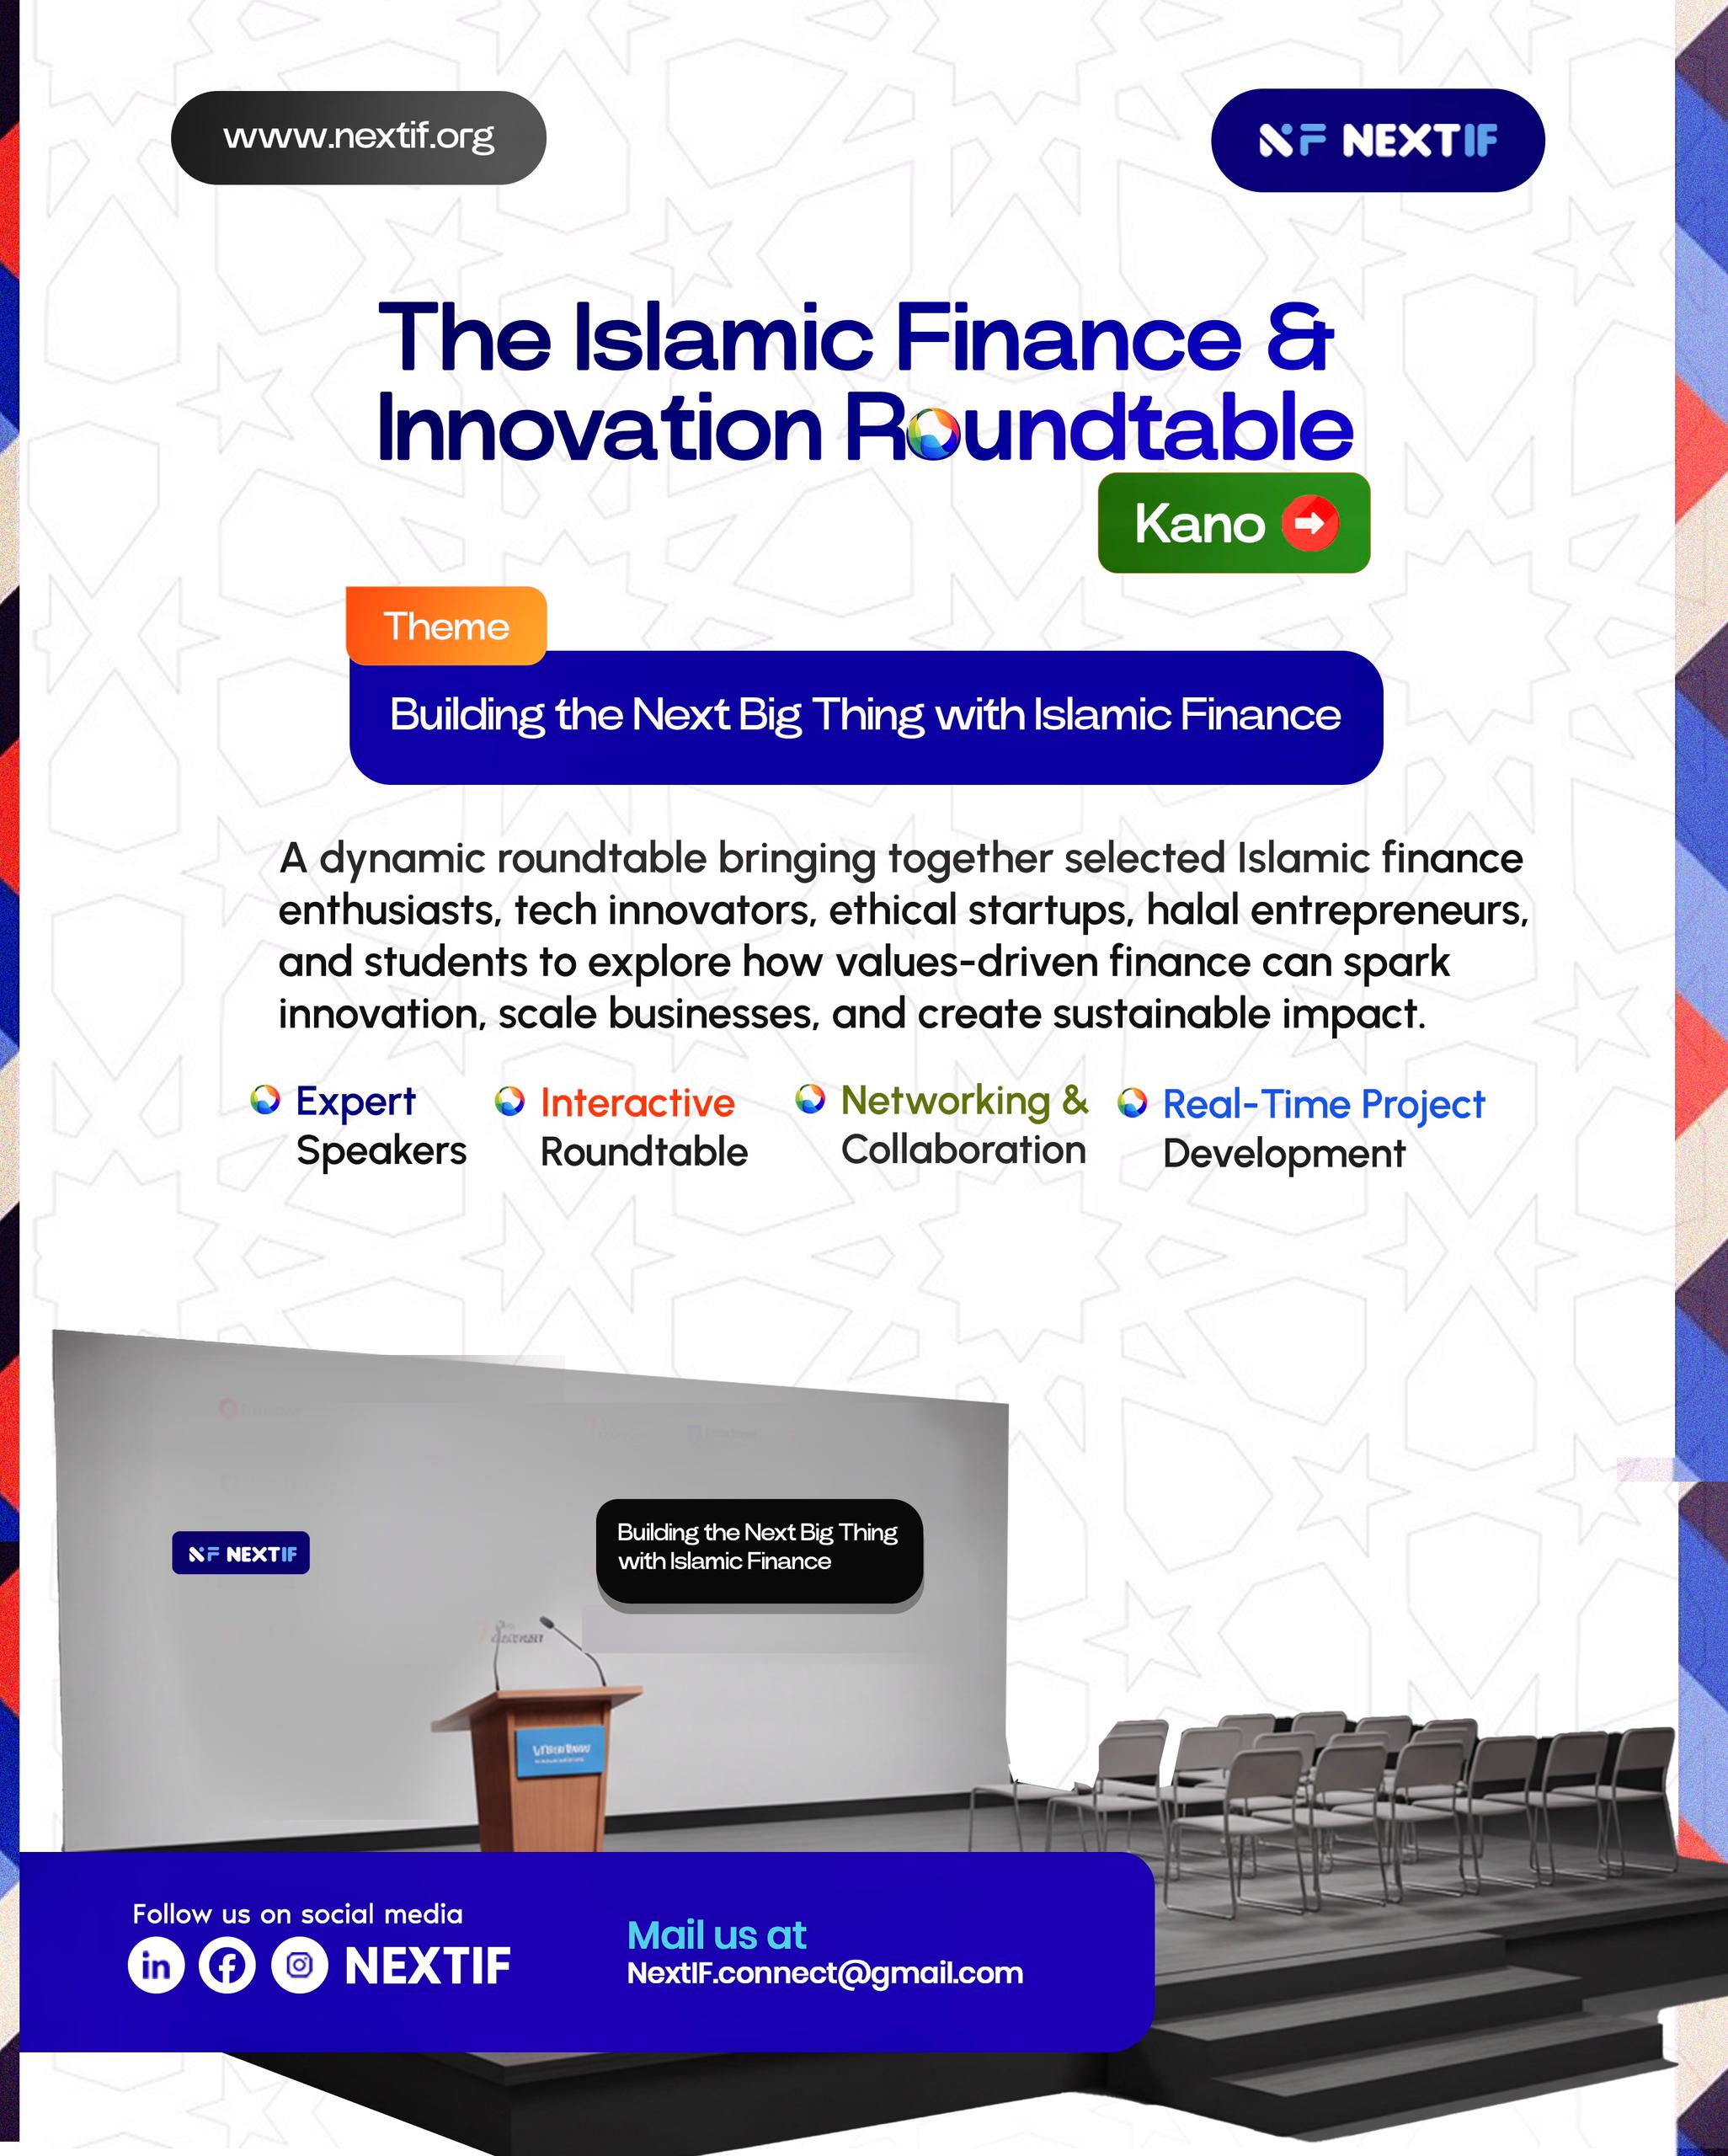 www.nextif.org
NF NEXTIF
The Islamic Finance &
Innovation Roundtable
Kano
Theme
Building the Next Big Thing with Islamic Finance
A dynamic roundtable bringing together selected Islamic finance
enthusiasts, tech innovators, ethical startups, halal entrepreneurs,
and students to explore how values-driven finance can spark
innovation, scale businesses, and create sustainable impact.
Expert
Speakers
Interactive
Roundtable
Networking &
Collaboration
Real-Time Project
Development
Building the Next Big Thing
with Islamic Finance
NF NEXTIF
Follow us on social media
in f NEXTIF
Mail us at
NextIF.connect@gmail.com